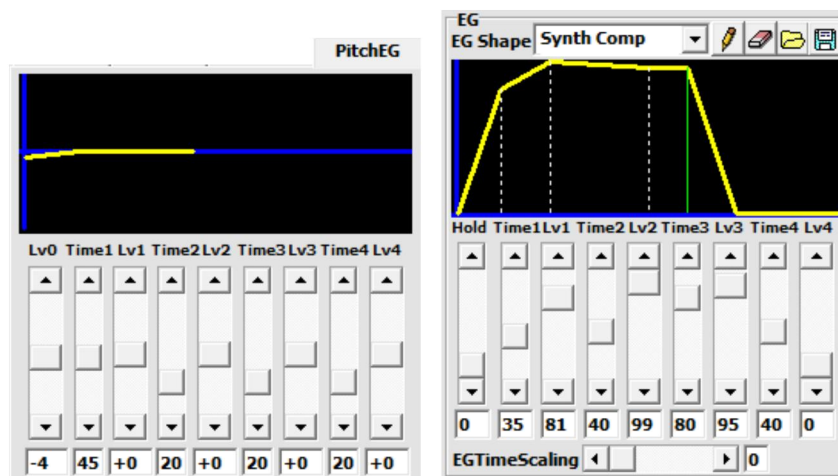 PitchEG
Lv0 Time1 Lv1 Time2 Lv2 Time3 Lv3 Time4 Lv4
-4 45 +0 20 +0 20 +0 20 +0
EG
EG Shape Synth Comp
Hold Time1 Lv1 Time2 Lv2 Time3 Lv3 Time4 Lv4
0 35 81 40 99 80 95 40 0
EGTimeScaling 0